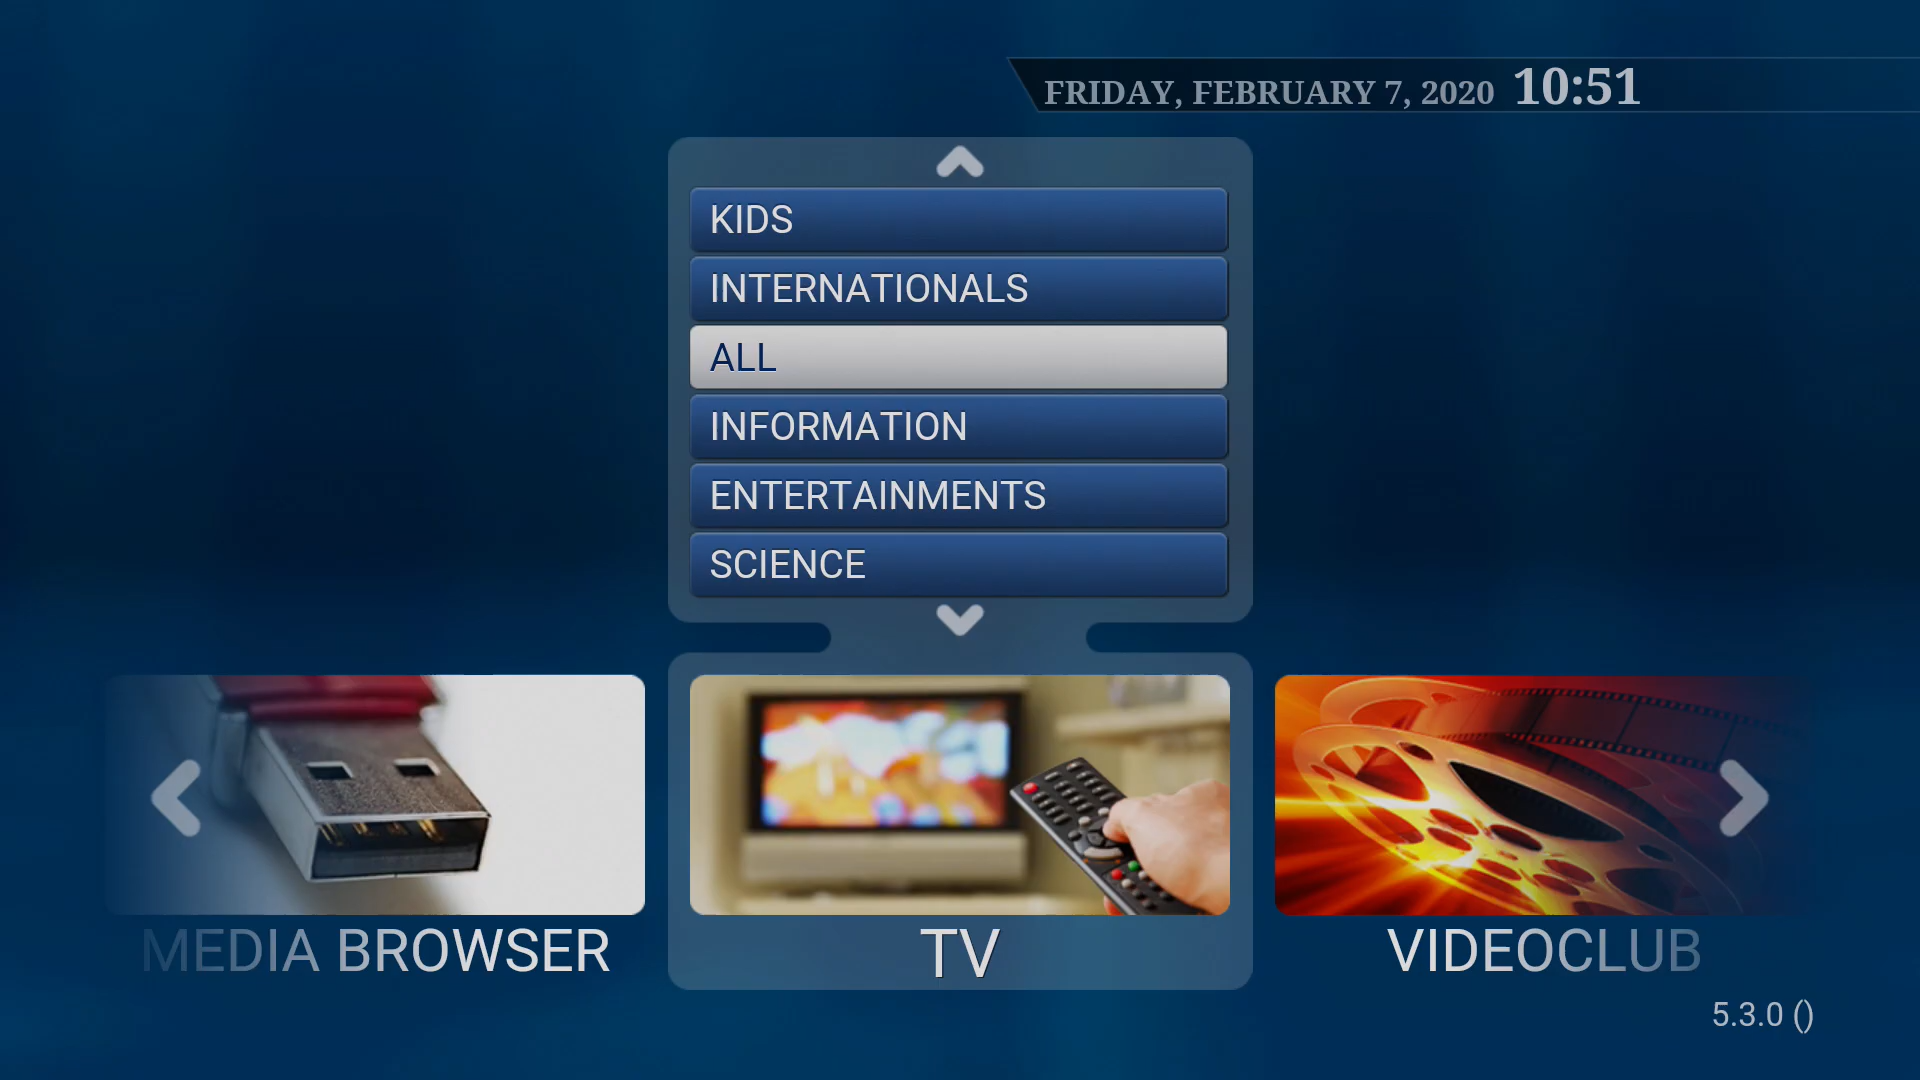 FRIDAY, FEBRUARY 7, 2020 10:51
KIDS
INTERNATIONALS
ALL
INFORMATION
ENTERTAINMENTS
SCIENCE
MEDIA BROWSER
TV
VIDEOCLUB
5.3.0 ()